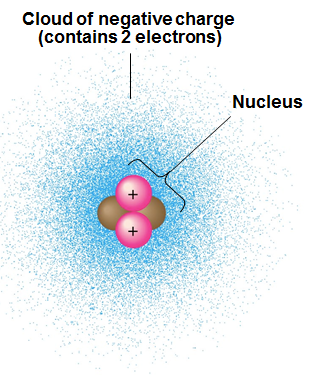 Cloud of negative charge
(contains 2 electrons)
Nucleus
+
+